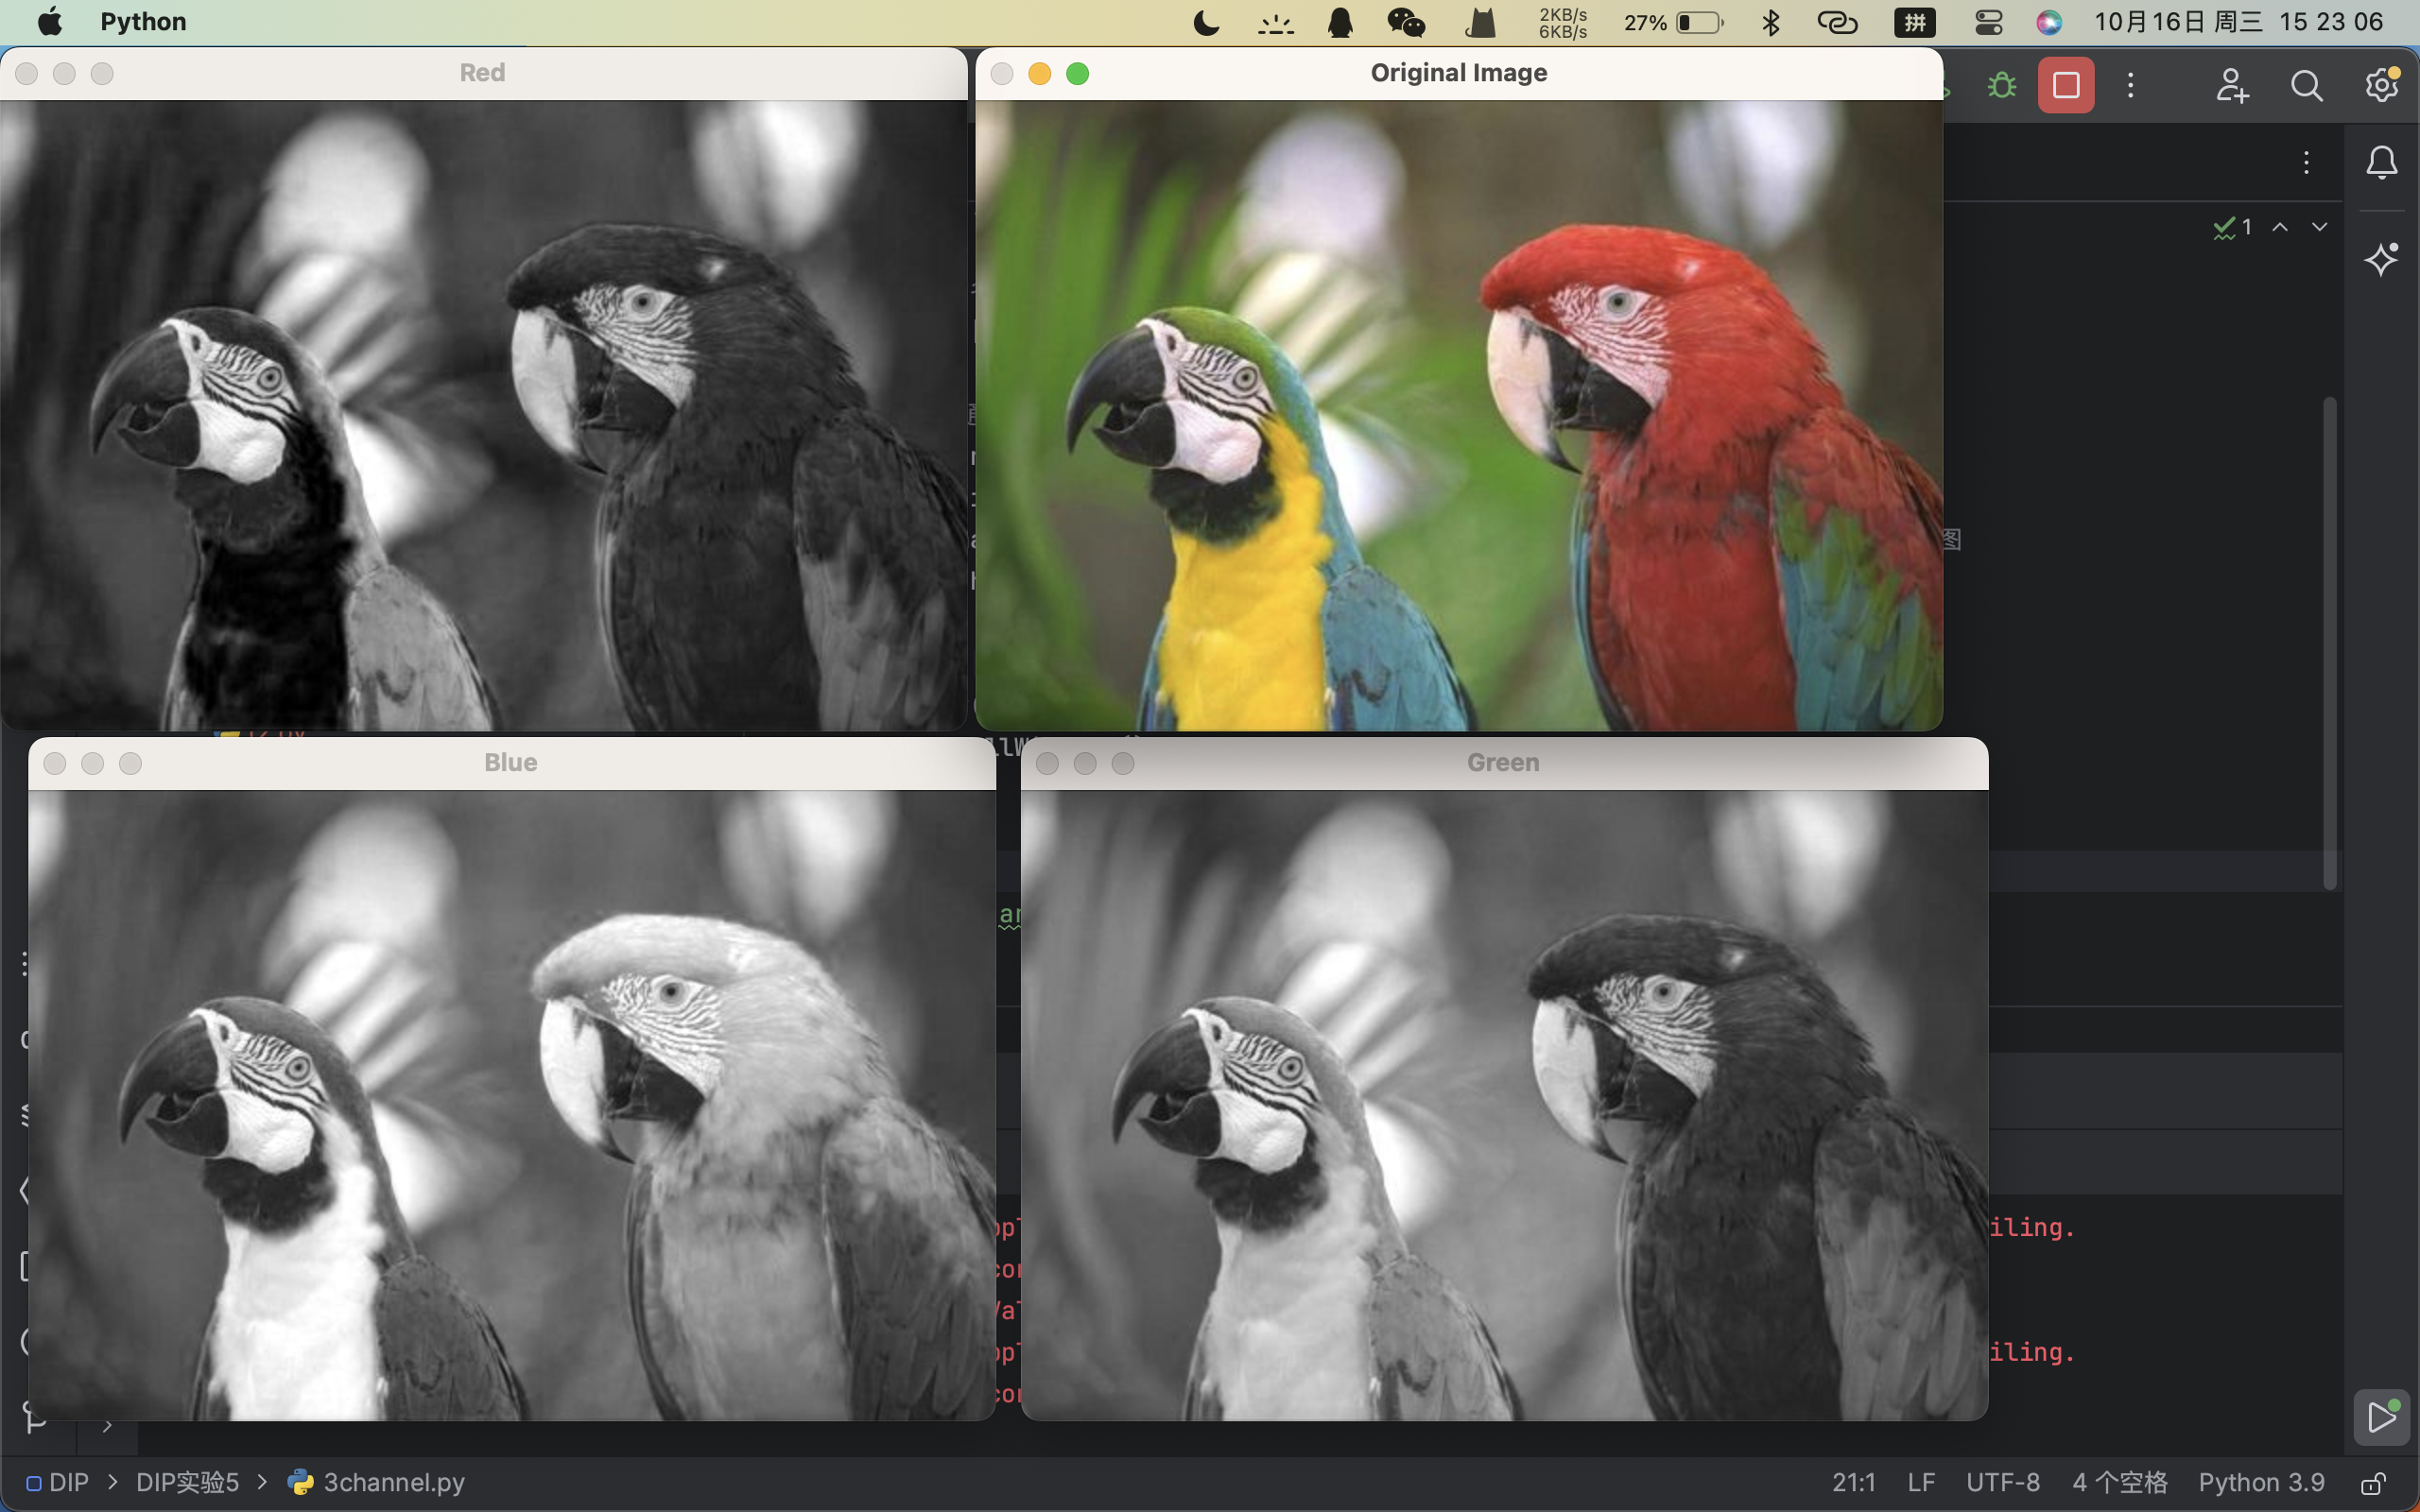 Python
2KB/s
6KB/s
27%
拼
10月16日 周三 15 23 06
Red
Original Image
1
图
Blue
Green
iling.
iling.
DIP
DIP实验5
3channel.py
21:1
LF
UTF-8
4 个空格
Python 3.9